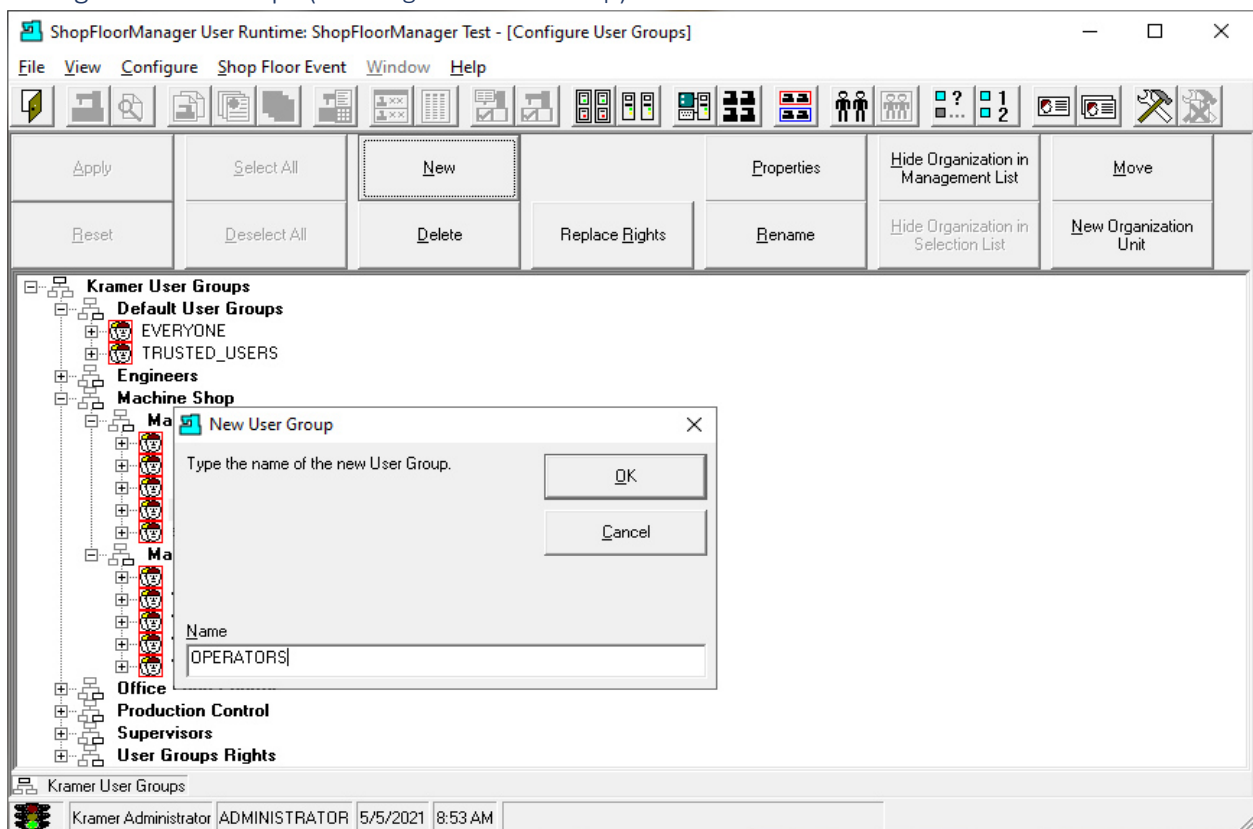 ShopFloorManager User Runtime: ShopFloorManager Test - [Configure User Groups]
File View Configure Shop Floor Event Window Help
Apply Select All New Properties Hide Organization in Management List Move
Reset Deselect All Delete Replace Rights Rename Hide Organization in Selection List New Organization Unit
Kramer User Groups
Default User Groups
EVERYONE
TRUSTED_USERS
Engineers
Machine Shop
Ma
New User Group
Type the name of the new User Group.
OK
Cancel
Ma
Name
OPERATORS
Office
Production Control
Supervisors
User Groups Rights
Kramer User Groups
Kramer Administrator ADMINISTRATOR 5/5/2021 8:53 AM